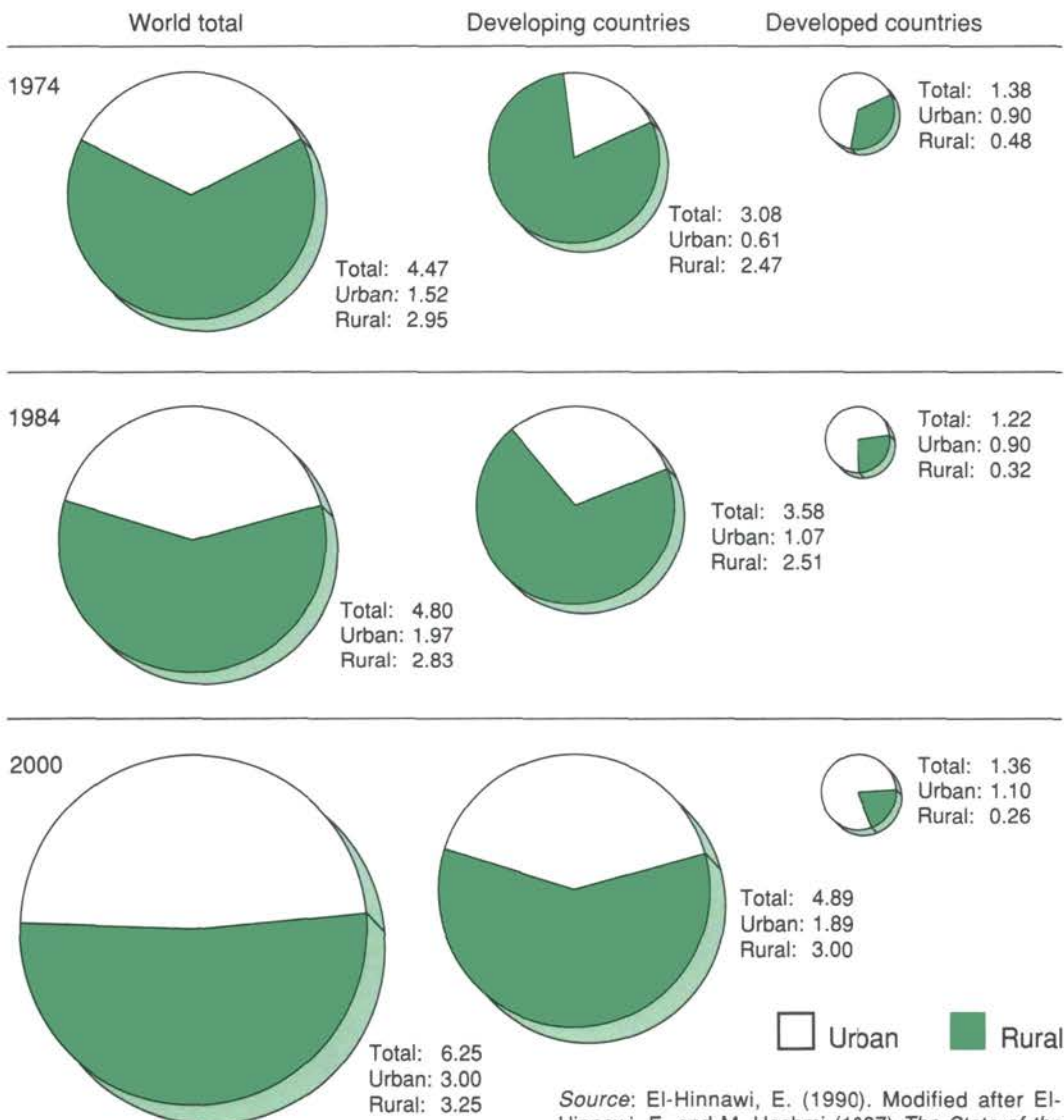 World total Developing countries Developed countries
1974
Total: 1.38
Urban: 0.90
Rural: 0.48
Total: 3.08
Urban: 0.61
Rural: 2.47
Total: 4.47
Urban: 1.52
Rural: 2.95
1984
Total: 1.22
Urban: 0.90
Rural: 0.32
Total: 3.58
Urban: 1.07
Rural: 2.51
Total: 4.80
Urban: 1.97
Rural: 2.83
2000
Total: 1.36
Urban: 1.10
Rural: 0.26
Total: 4.89
Urban: 1.89
Rural: 3.00
Urban Rural
Total: 6.25
Urban: 3.00
Rural: 3.25
Source: El-Hinnawi, E. (1990). Modified after El-